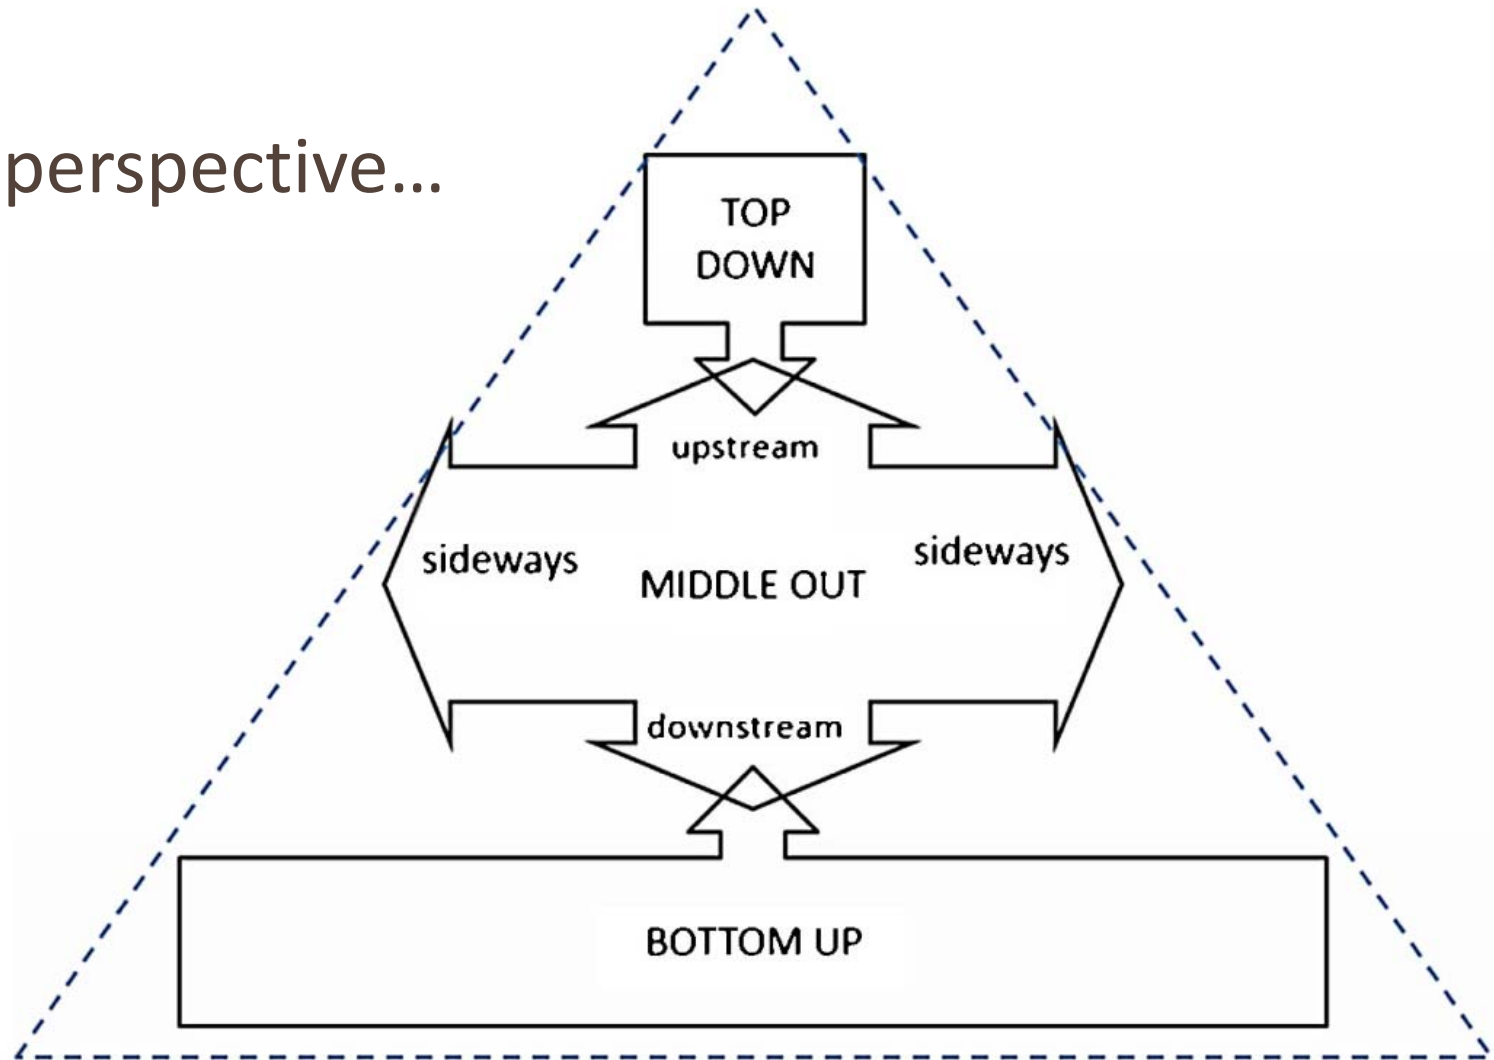 perspective...
TOP
DOWN
upstream
sideways
MIDDLE OUT
sideways
downstream
BOTTOM UP